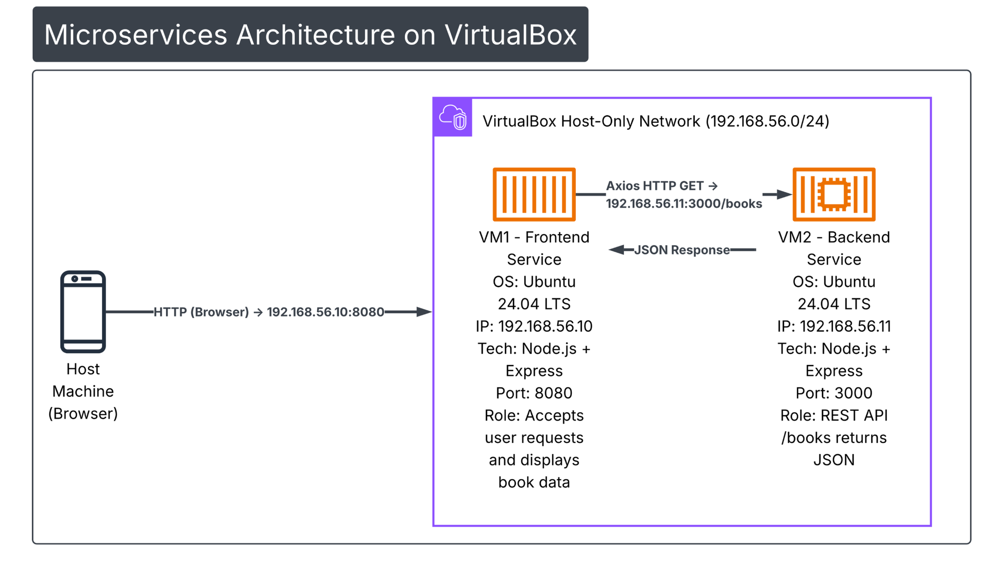 Microservices Architecture on VirtualBox
VirtualBox Host-Only Network (192.168.56.0/24)
Axios HTTP GET →
192.168.56.11:3000/books
VM1 - Frontend
Service
OS: Ubuntu
24.04 LTS
IP: 192.168.56.10
Tech: Node.js +
Express
Port: 8080
Role: Accepts
user requests
and displays
book data
JSON Response
VM2 - Backend
Service
OS: Ubuntu
24.04 LTS
IP: 192.168.56.11
Tech: Node.js +
Express
Port: 3000
Role: REST API
/books returns
JSON
HTTP (Browser) → 192.168.56.10:8080
Host
Machine
(Browser)